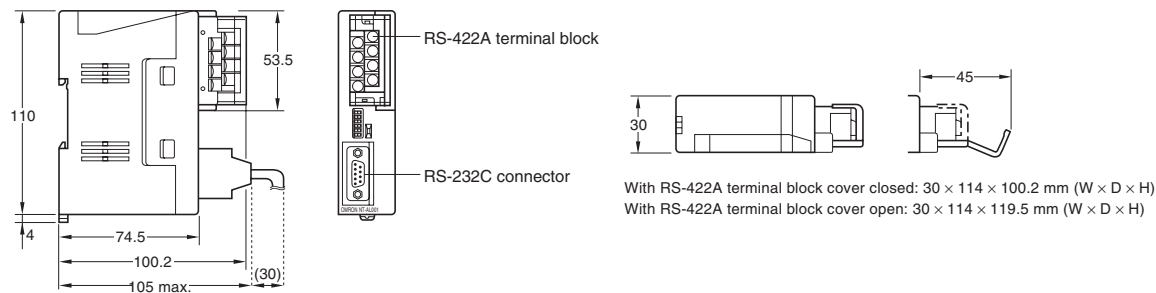 110
53.5
4
74.5
100.2
(30)
105 max.
RS-422A terminal block
RS-232C connector
OMRON NT-AL001
45
30
With RS-422A terminal block cover closed: 30 × 114 × 100.2 mm (W × D × H)
With RS-422A terminal block cover open: 30 × 114 × 119.5 mm (W × D × H)